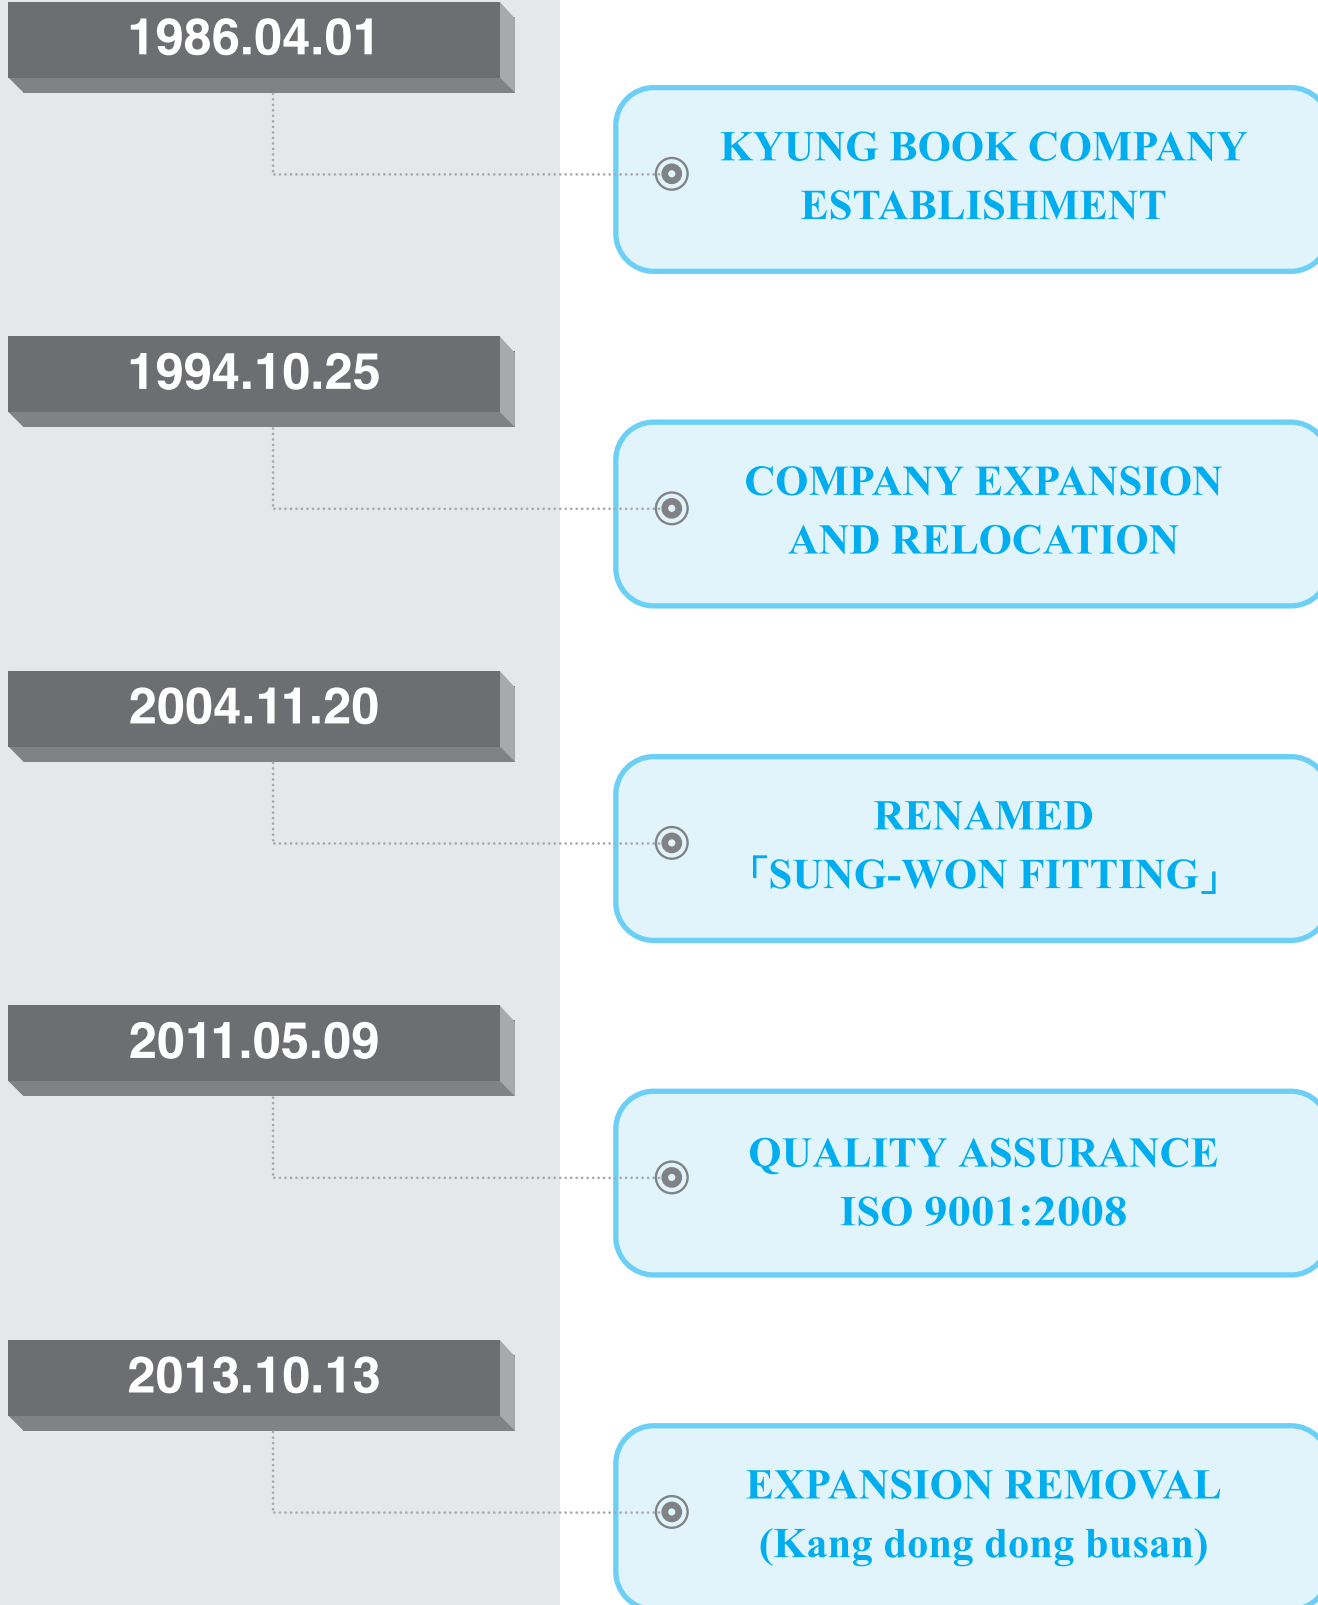 1986.04.01
KYUNG BOOK COMPANY
ESTABLISHMENT
1994.10.25
COMPANY EXPANSION
AND RELOCATION
2004.11.20
RENAMED
「SUNG-WON FITTING」
2011.05.09
QUALITY ASSURANCE
ISO 9001:2008
2013.10.13
EXPANSION REMOVAL
(Kang dong dong busan)